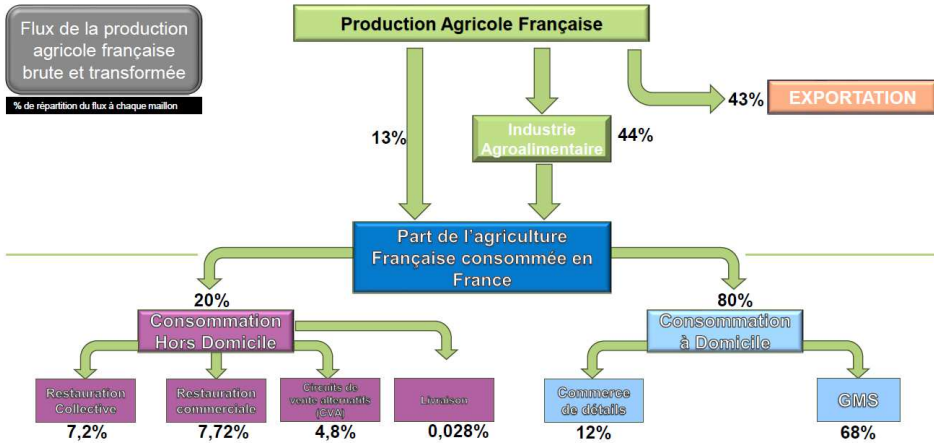 Flux de la production
agricole française
brute et transformée
% de répartition du flux à chaque maillon
Production Agricole Française
43%
EXPORTATION
13%
Industrie
Agroalimentaire
44%
Part de l'agriculture
Française consommée en
France
20%
80%
Consommation
Hors Domicile
Consommation
à Domicile
Restauration
Collective
Restauration
commerciale
Circuits de
vente alternatifs
(CVA)
Livraison
Commerce
de détails
GMS
7,2%
7,72%
4,8%
0,028%
12%
68%